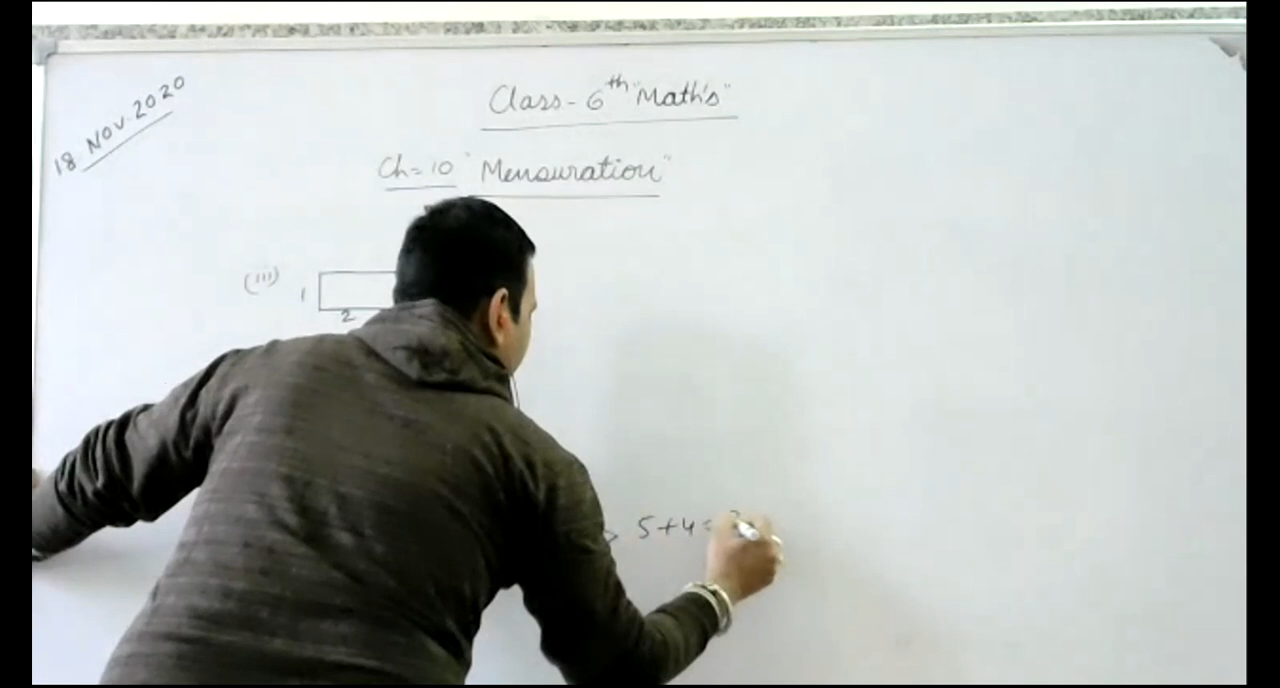 18 NOV. 2020
Class - 6th "Math's"
Ch = 10 "Mensuration"
(iii)
1
2
> 5+4 =